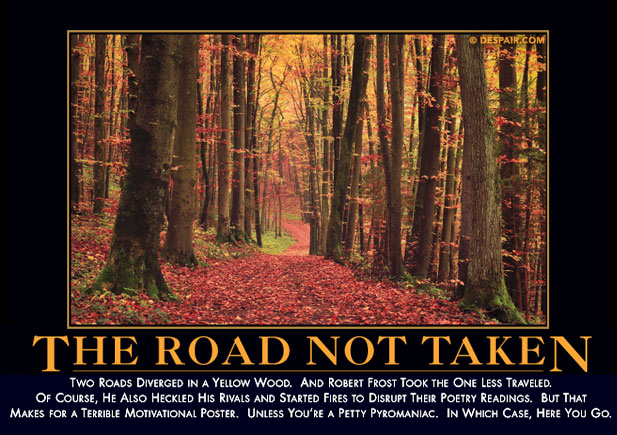 © DESPAIR.COM
THE ROAD NOT TAKEN
TWO ROADS DIVERGED IN A YELLOW WOOD. AND ROBERT FROST TOOK THE ONE LESS TRAVELED.
OF COURSE, HE ALSO HECKLED HIS RIVALS AND STARTED FIRES TO DISRUPT THEIR POETRY READINGS. BUT THAT
MAKES FOR A TERRIBLE MOTIVATIONAL POSTER. UNLESS YOU'RE A PETTY PYROMANIAC. IN WHICH CASE, HERE YOU GO.